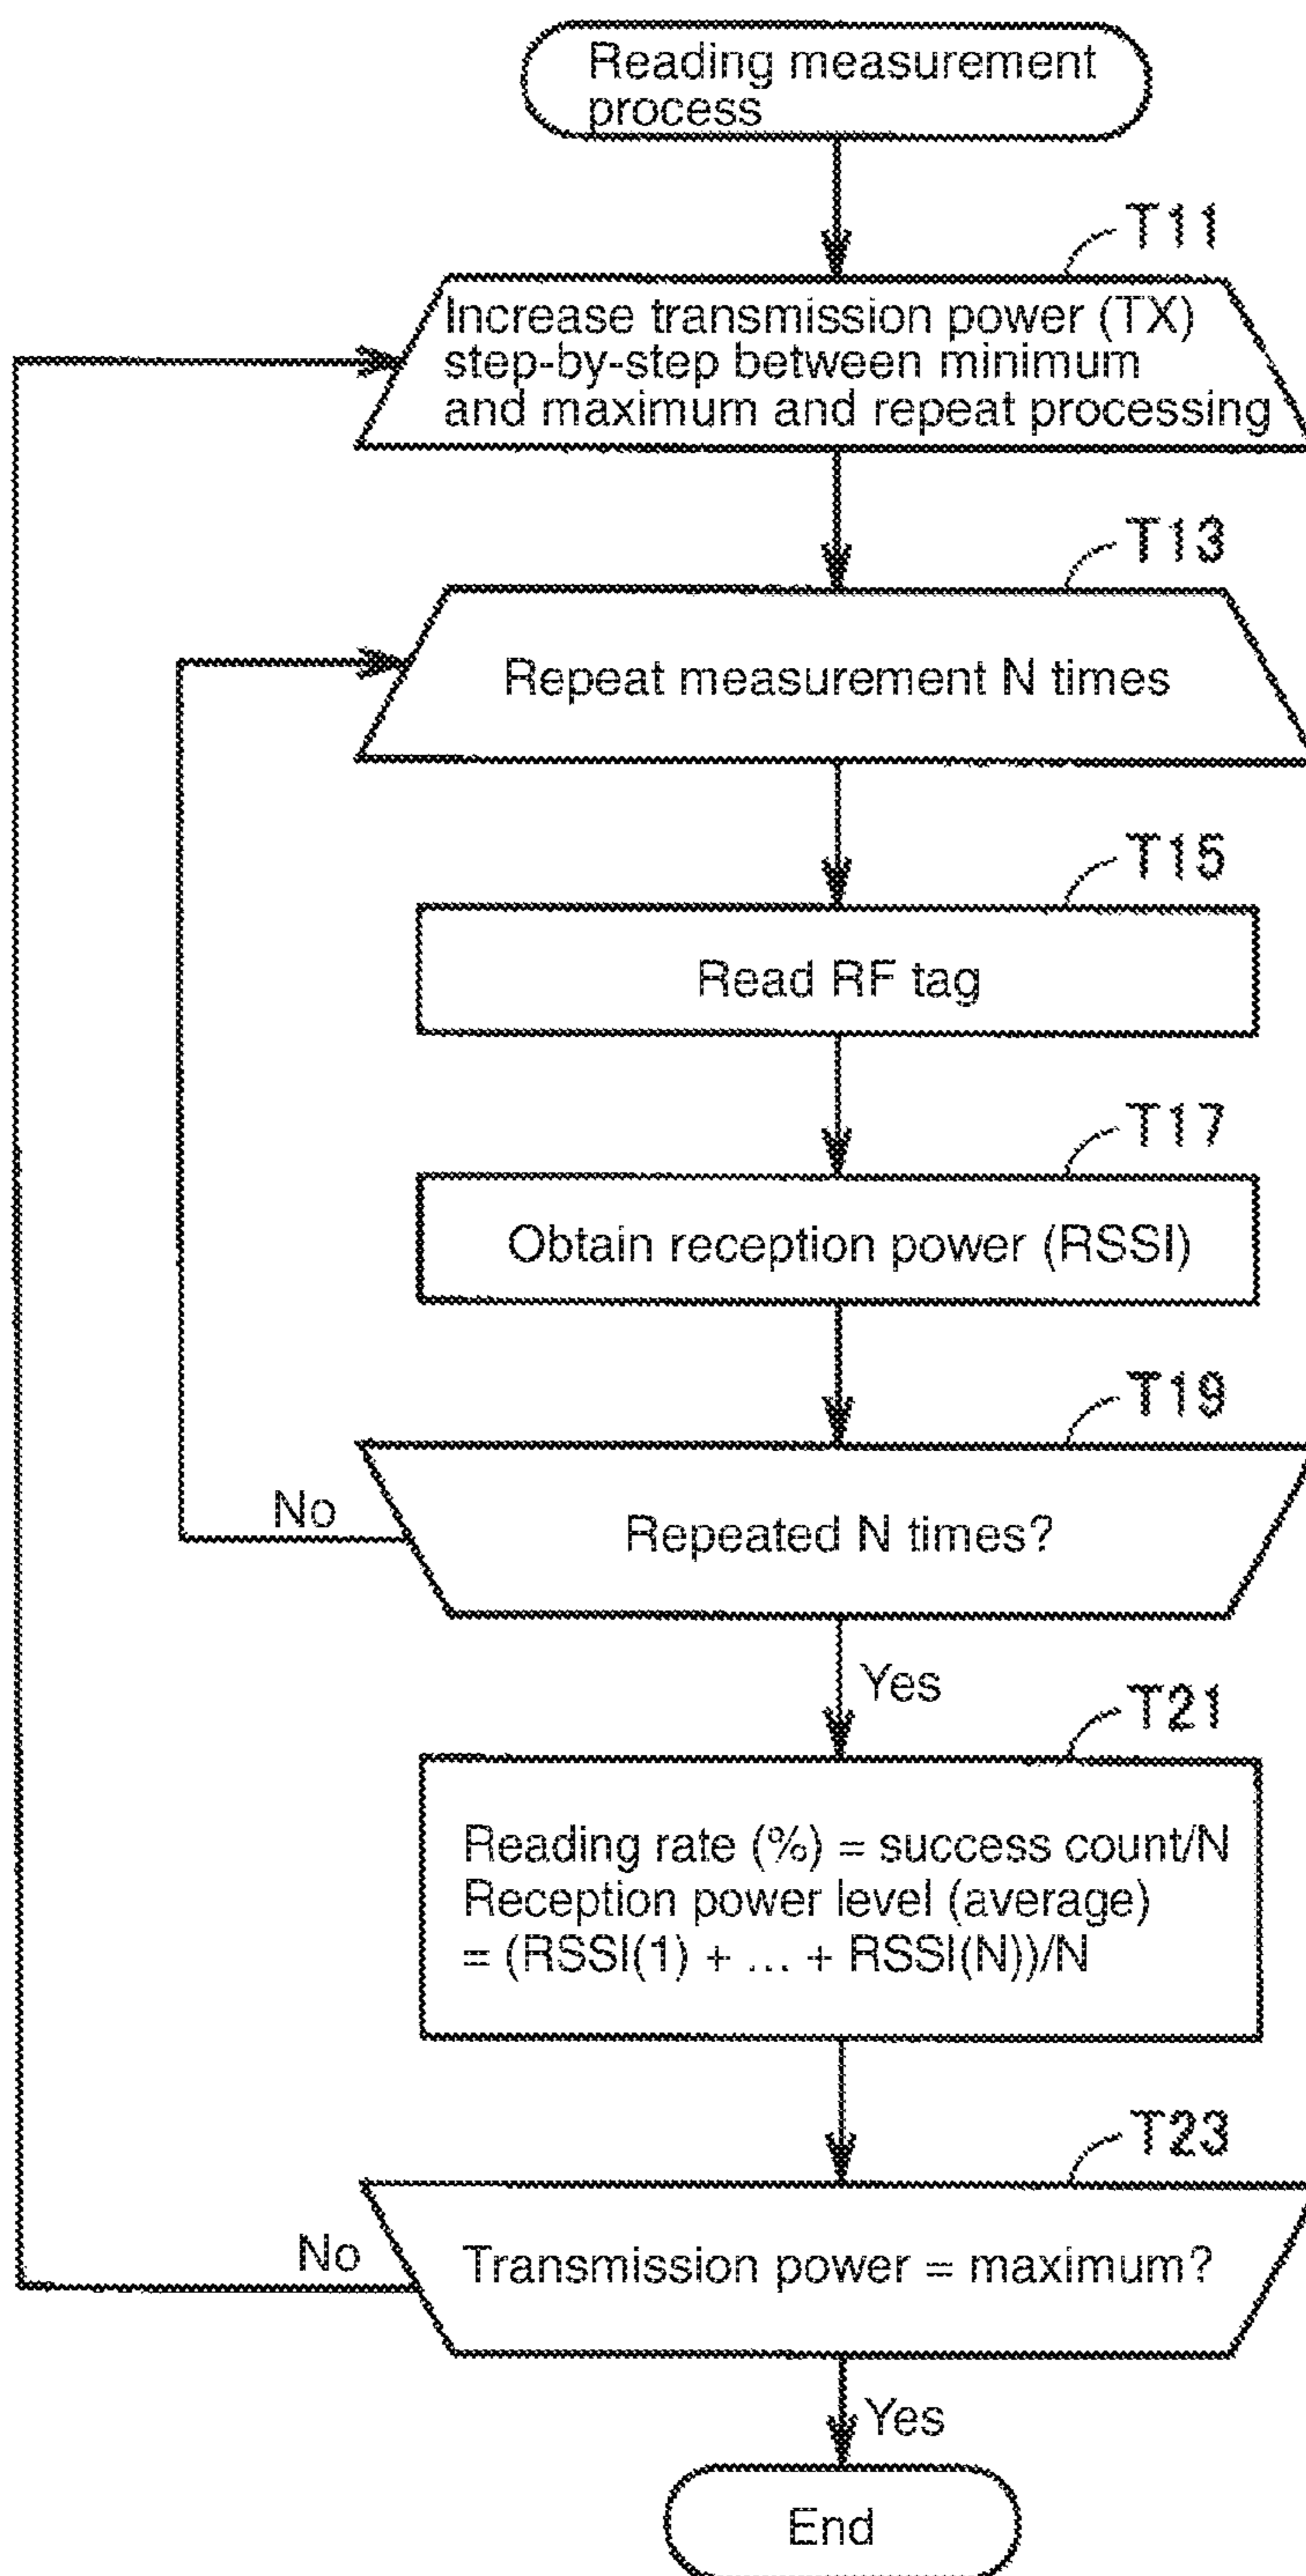 Reading measurement
process
T11
Increase transmission power (TX)
step-by-step between minimum
and maximum and repeat processing
T13
Repeat measurement N times
T15
Read RF tag
T17
Obtain reception power (RSSI)
T19
No
Repeated N times?
Yes
T21
Reading rate (%) = success count/N
Reception power level (average)
= (RSSI(1) + ... + RSSI(N))/N
T23
No
Transmission power = maximum?
Yes
End